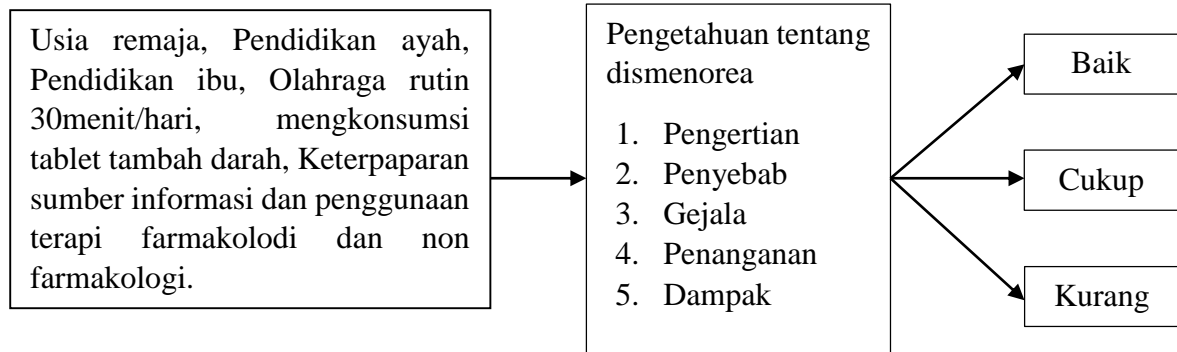 Usia remaja, Pendidikan ayah,
Pendidikan ibu, Olahraga rutin
30menit/hari, mengkonsumsi
tablet tambah darah, Keterpaparan
sumber informasi dan penggunaan
terapi farmakolodi dan non
farmakologi.
Pengetahuan tentang
dismenorea
1. Pengertian
2. Penyebab
3. Gejala
4. Penanganan
5. Dampak
Baik
Cukup
Kurang